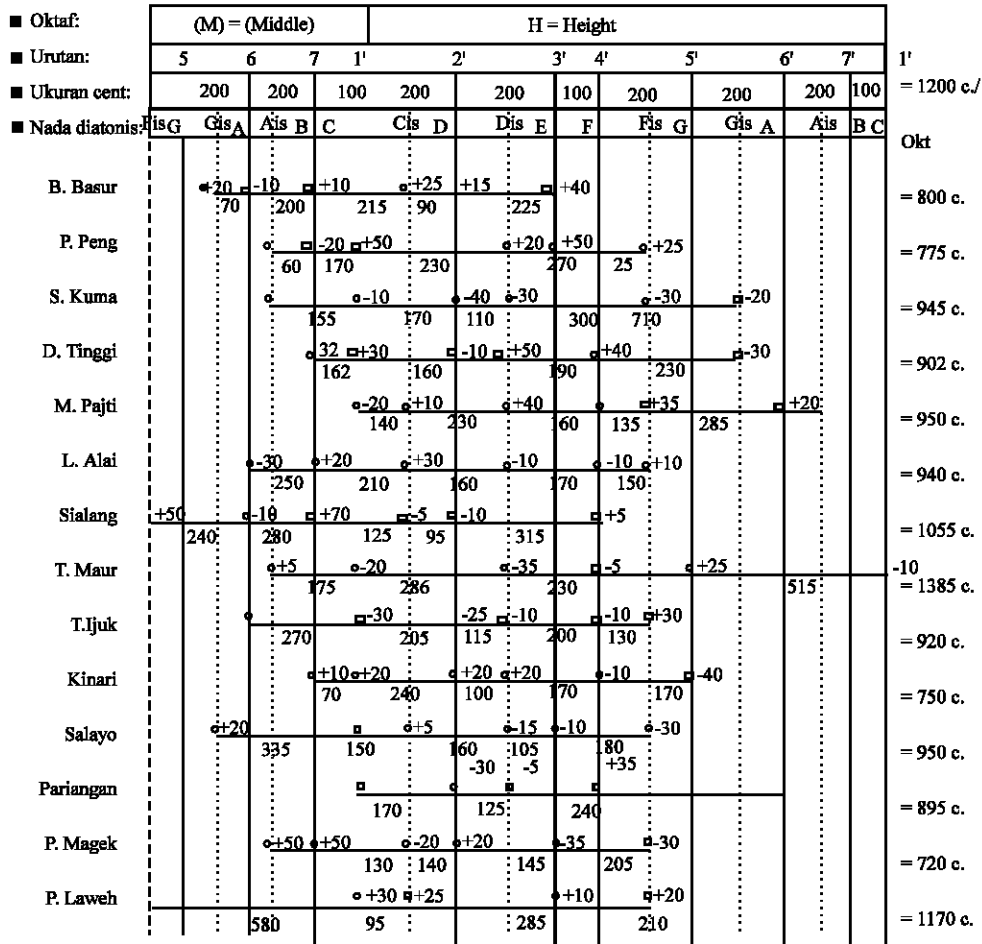 ■ Oktaf: (M) = (Middle) H = Height
■ Urutan: 5 6 7 1' 2' 3' 4' 5' 6' 7' 1'
■ Ukuran cent: 200 200 100 200 200 100 200 200 200 100 = 1200 c./
■ Nada diatonis: Fis G Gis A Ais B C Cis D Dis E F Fis G Gis A Ais B C
Okt
B. Basur +20 -10 +10 +25 +15 +40
70 200 215 90 225 = 800 c.
P. Peng -20 +50 +20 +50 +25
60 170 230 270 25 = 775 c.
S. Kuma -10 -40 -30 -30 -20
155 170 110 300 710 = 945 c.
D. Tinggi 32 +30 -10 +50 +40 -30
162 160 190 230 = 902 c.
M. Pajti -20 +10 +40 +35 +20
140 230 160 135 285 = 950 c.
L. Alai -30 +20 +30 -10 -10 +10
250 210 160 170 150 = 940 c.
Sialang +50 -10 +70 -5 -10 +5
240 280 125 95 315 = 1055 c.
T. Maur +5 -20 -35 -5 +25 -10
175 286 230 515 = 1385 c.
T.Ijuk -30 -25 -10 -10 +30
270 205 115 200 130 = 920 c.
Kinari +10 +20 +20 +20 -10 -40
70 240 100 170 170 = 750 c.
Salayo +20 +5 -15 -10 -30
335 150 160 105 180 = 950 c.
-30 -5 +35
Pariangan
170 125 240 = 895 c.
P. Magek +50 +50 -20 +20 -35 -30
130 140 145 205 = 720 c.
P. Laweh +30 +25 +10 +20
580 95 285 210 = 1170 c.